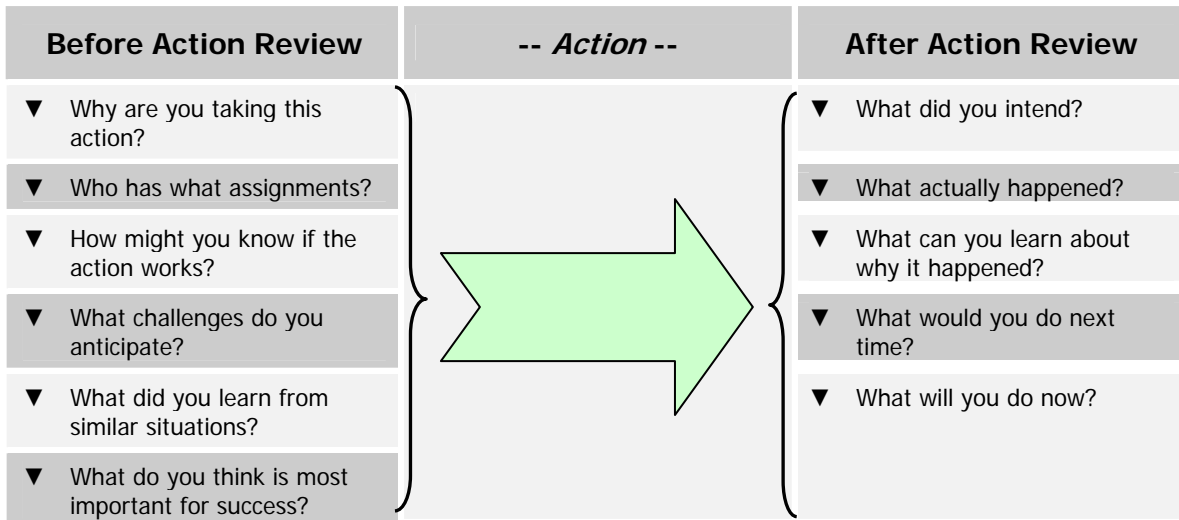 Before Action Review
-- Action --
After Action Review
▼ Why are you taking this
action?
▼ Who has what assignments?
▼ How might you know if the
action works?
▼ What challenges do you
anticipate?
▼ What did you learn from
similar situations?
▼ What do you think is most
important for success?
▼ What did you intend?
▼ What actually happened?
▼ What can you learn about
why it happened?
▼ What would you do next
time?
▼ What will you do now?